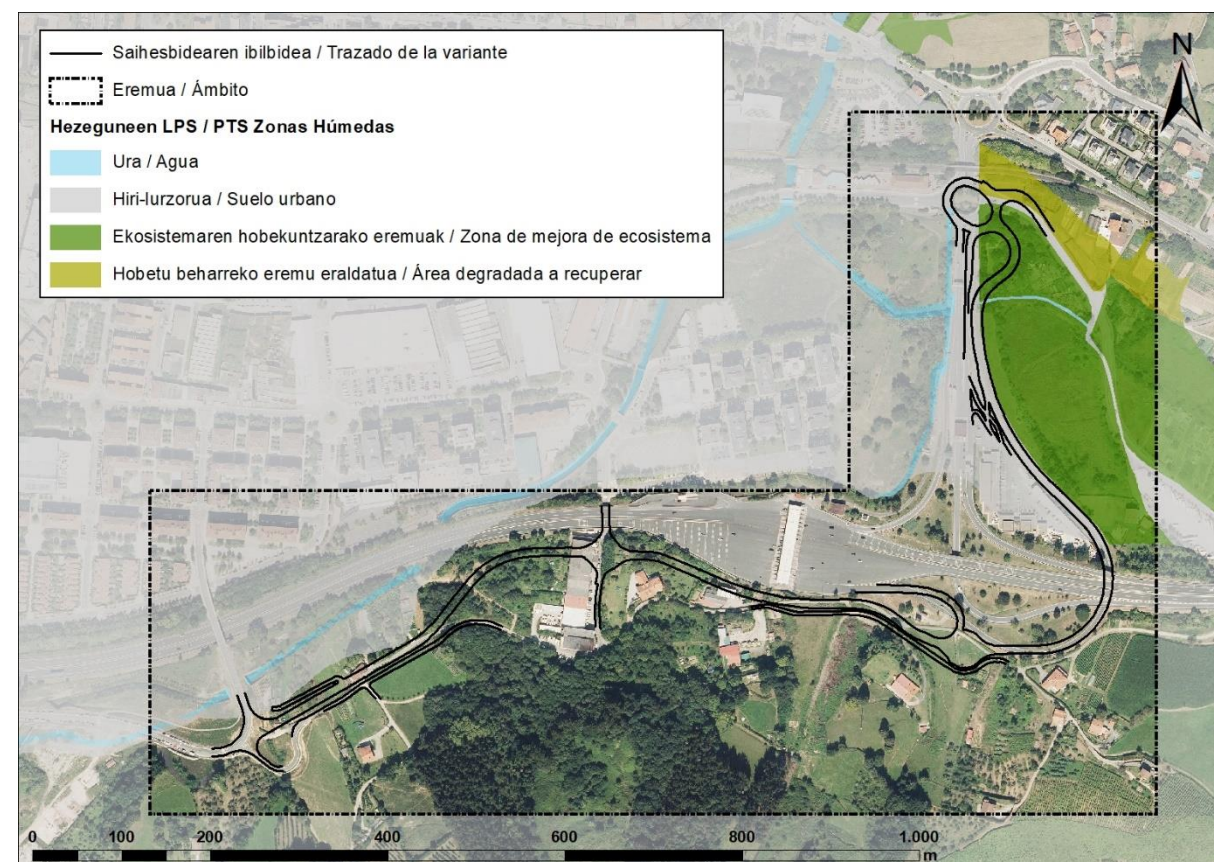 Saihesbidearen ibilbidea / Trazado de la variante
Eremua / Ámbito
Hezeguneen LPS / PTS Zonas Húmedas
Ura / Agua
Hiri-lurzorua / Suelo urbano
Ekosistemaren hobekuntzarako eremuak / Zona de mejora de ecosistema
Hobetu beharreko eremu eraldatua / Área degradada a recuperar
N
0 100 200 400 600 800 1.000
m